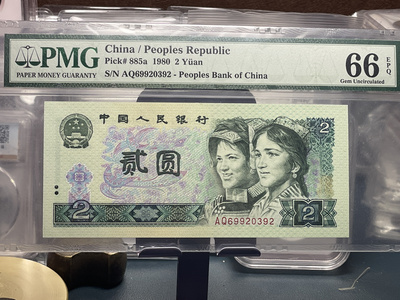 PMG
PAPER MONEY GUARANTY
China / Peoples Republic
Pick# 885a 1980 2 Yüan
S/N AQ69920392 - Peoples Bank of China
66 EPQ
Gem Uncirculated
中国人民银行
2
贰圆
AQ69920392
2
2